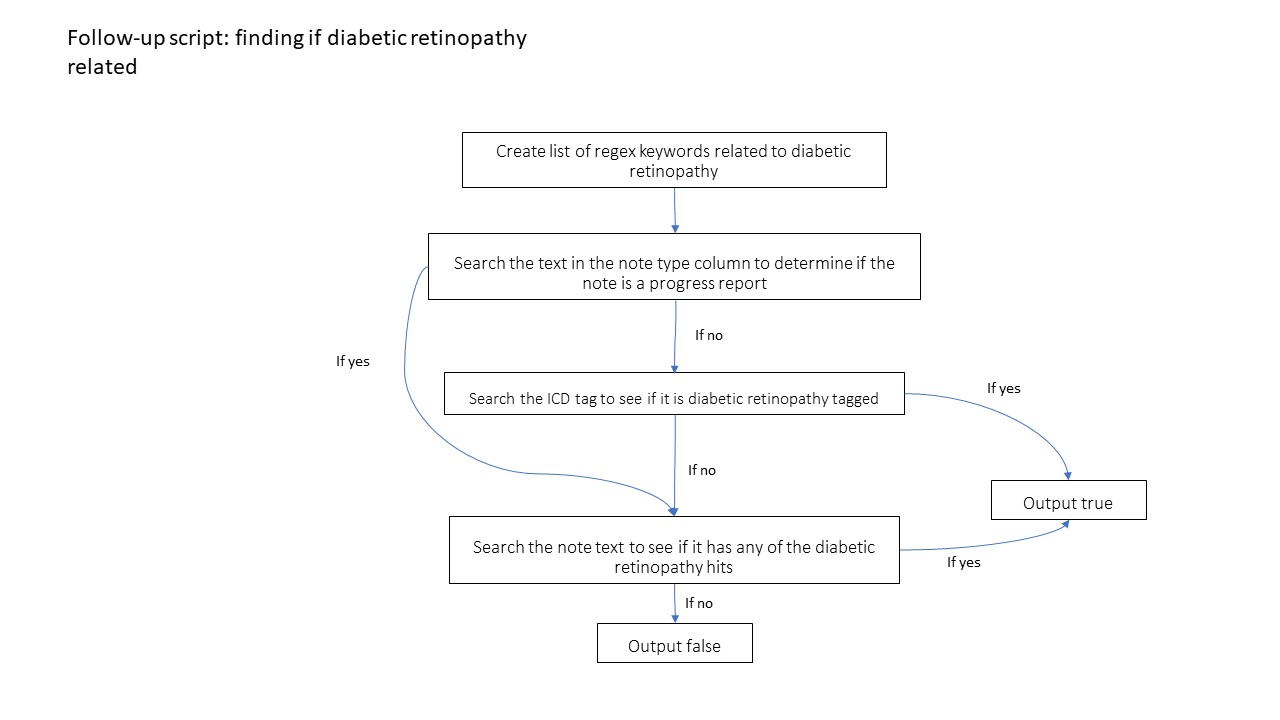 Follow-up script: finding if diabetic retinopathy
related
Create list of regex keywords related to diabetic
retinopathy
Search the text in the note type column to determine if the
note is a progress report
If no
If yes
Search the ICD tag to see if it is diabetic retinopathy tagged
If yes
If no
Output true
Search the note text to see if it has any of the diabetic
retinopathy hits
If yes
If no
Output false